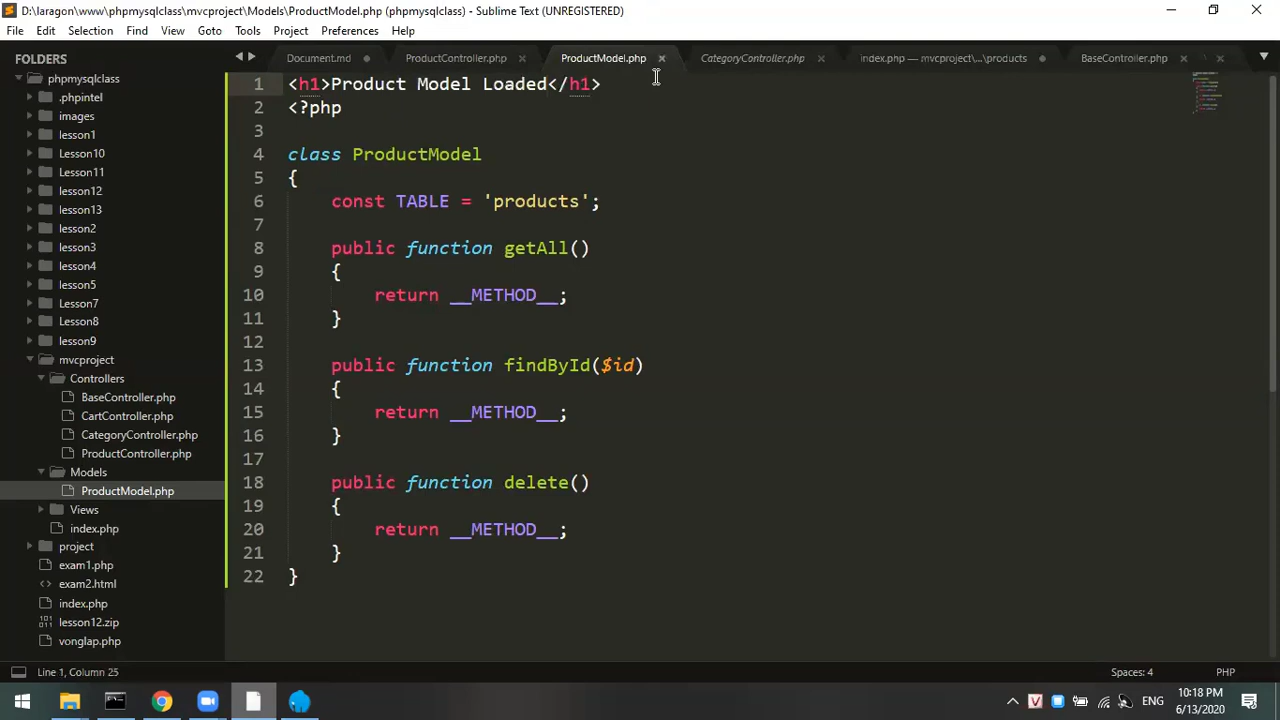 D:\laragon\www\phpmysqlclass\mvcproject\Models\ProductModel.php (phpmysqlclass) - Sublime Text (UNREGISTERED)
File Edit Selection Find View Goto Tools Project Preferences Help
FOLDERS
phpmysqlclass
.phpintel
images
lesson1
Lesson10
Lesson11
lesson12
lesson13
lesson2
lesson3
lesson4
lesson5
Lesson7
Lesson8
lesson9
mvcproject
Controllers
BaseController.php
CartController.php
CategoryController.php
ProductController.php
Models
ProductModel.php
Views
index.php
project
exam1.php
exam2.html
index.php
lesson12.zip
vonglap.php
Document.md ProductController.php ProductModel.php CategoryController.php index.php — mvcproject\...\products BaseController.php
1 <h1>Product Model Loaded</h1>
2 <?php
3
4 class ProductModel
5 {
6 const TABLE = 'products';
7
8 public function getAll()
9 {
10 return __METHOD__;
11 }
12
13 public function findById($id)
14 {
15 return __METHOD__;
16 }
17
18 public function delete()
19 {
20 return __METHOD__;
21 }
22 }
Line 1, Column 25 Spaces: 4 PHP
ENG
10:18 PM
6/13/2020